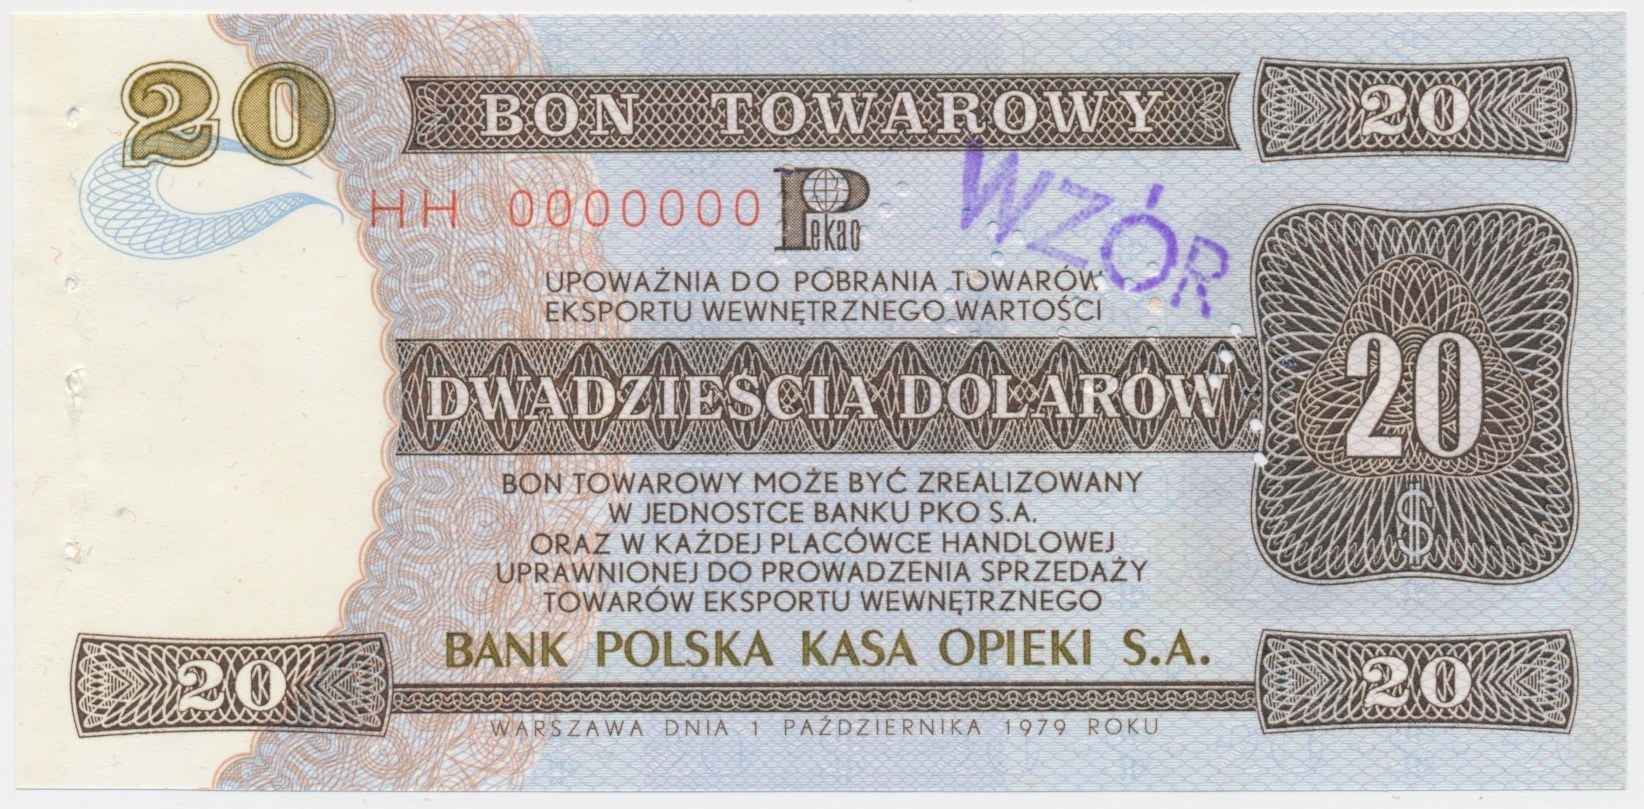 20
BON TOWAROWY
20
HH 0000000
Pekao
WZÓR
UPOWAŻNIA DO POBRANIA TOWARÓW
EKSPORTU WEWNĘTRZNEGO WARTOŚCI
DWADZIEŚCIA DOLARÓW
20
$
BON TOWAROWY MOŻE BYĆ ZREALIZOWANY
W JEDNOSTCE BANKU PKO S.A.
ORAZ W KAŻDEJ PLACÓWCE HANDLOWEJ
UPRAWNIONEJ DO PROWADZENIA SPRZEDAŻY
TOWARÓW EKSPORTU WEWNĘTRZNEGO
BANK POLSKA KASA OPIEKI S.A.
20
20
WARSZAWA DNIA 1 PAŹDZIERNIKA 1979 ROKU